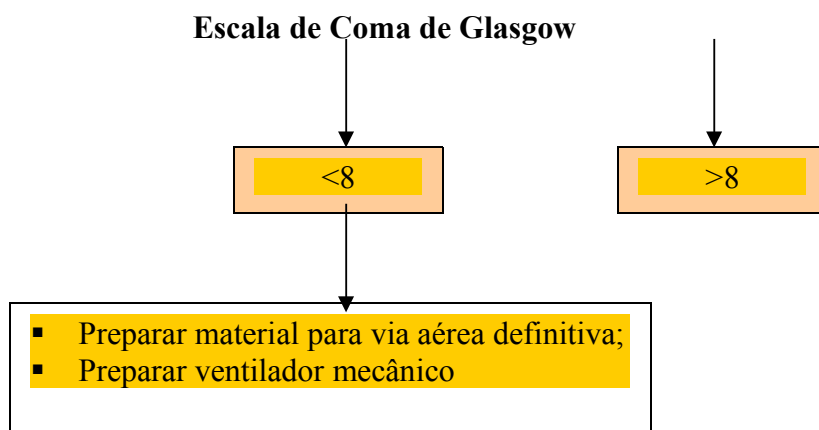 Escala de Coma de Glasgow
<8
>8
▪ Preparar material para via aérea definitiva;
▪ Preparar ventilador mecânico